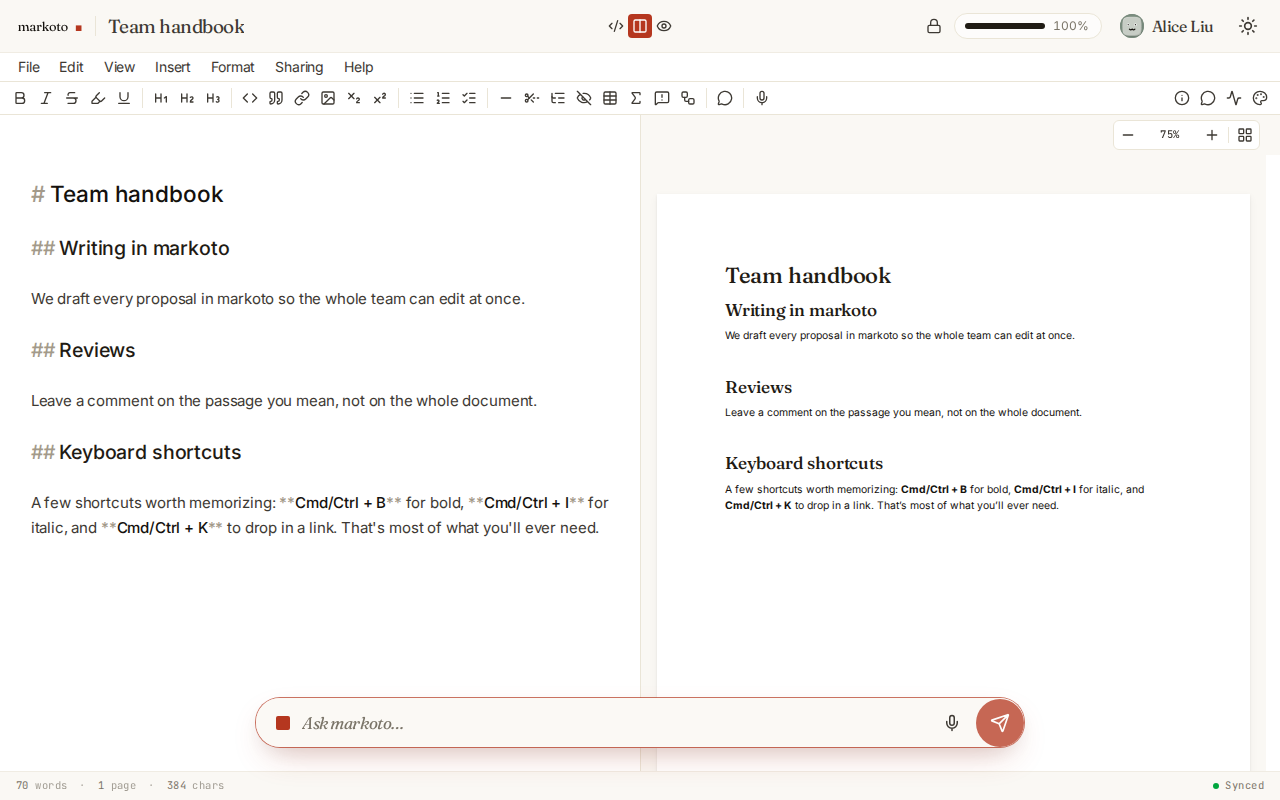 markoto
Team handbook
100%
Alice Liu
File Edit View Insert Format Sharing Help
H1 H2 H3
75%
# Team handbook
## Writing in markoto
We draft every proposal in markoto so the whole team can edit at once.
## Reviews
Leave a comment on the passage you mean, not on the whole document.
## Keyboard shortcuts
A few shortcuts worth memorizing: **Cmd/Ctrl + B** for bold, **Cmd/Ctrl + I** for
italic, and **Cmd/Ctrl + K** to drop in a link. That's most of what you'll ever need.
Team handbook
Writing in markoto
We draft every proposal in markoto so the whole team can edit at once.
Reviews
Leave a comment on the passage you mean, not on the whole document.
Keyboard shortcuts
A few shortcuts worth memorizing: Cmd/Ctrl + B for bold, Cmd/Ctrl + I for italic, and
Cmd/Ctrl + K to drop in a link. That's most of what you'll ever need.
Ask markoto...
70 words · 1 page · 384 chars
Synced